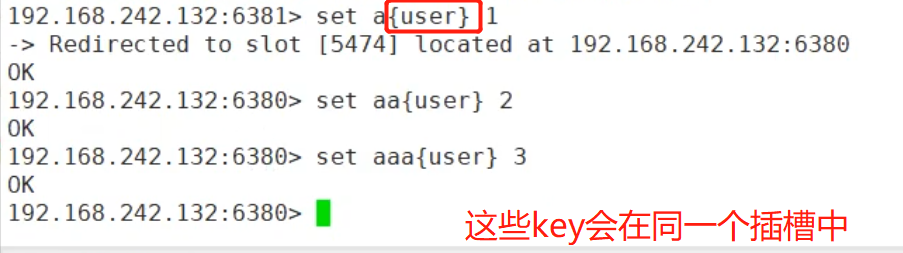 192.168.242.132:6381> set a{user} 1
-> Redirected to slot [5474] located at 192.168.242.132:6380
OK
192.168.242.132:6380> set aa{user} 2
OK
192.168.242.132:6380> set aaa{user} 3
OK
192.168.242.132:6380>
这些key会在同一个插槽中